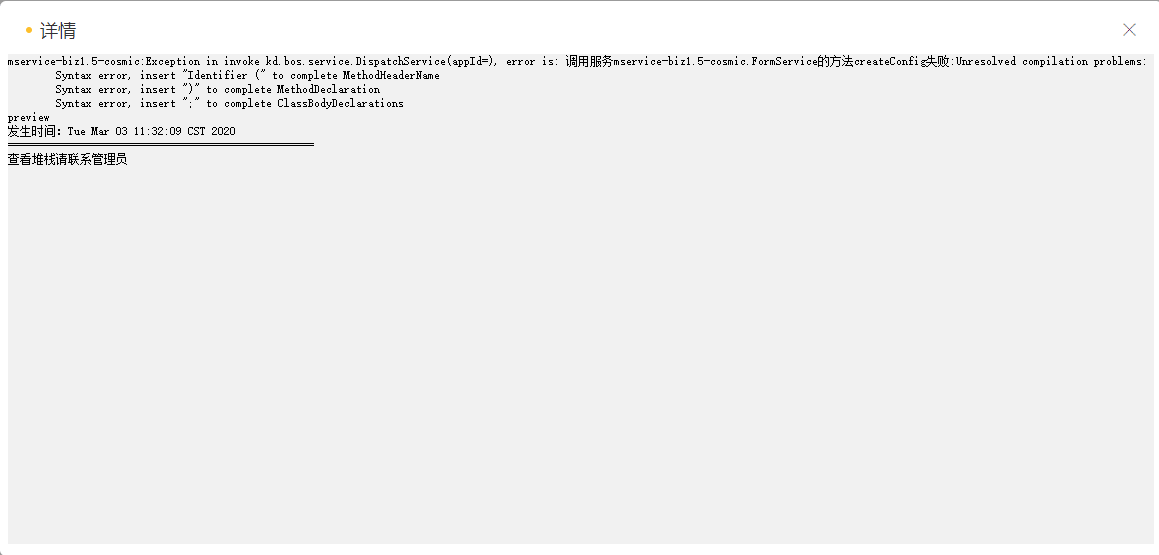 详情
mservice-biz1.5-cosmic:Exception in invoke kd.bos.service.DispatchService(appId=), error is: 调用服务mservice-biz1.5-cosmic.FormService的方法createConfig失败:Unresolved compilation problems:
Syntax error, insert "Identifier (" to complete MethodHeaderName
Syntax error, insert ")" to complete MethodDeclaration
Syntax error, insert ";" to complete ClassBodyDeclarations
preview
发生时间：Tue Mar 03 11:32:09 CST 2020
===================================================
查看堆栈请联系管理员